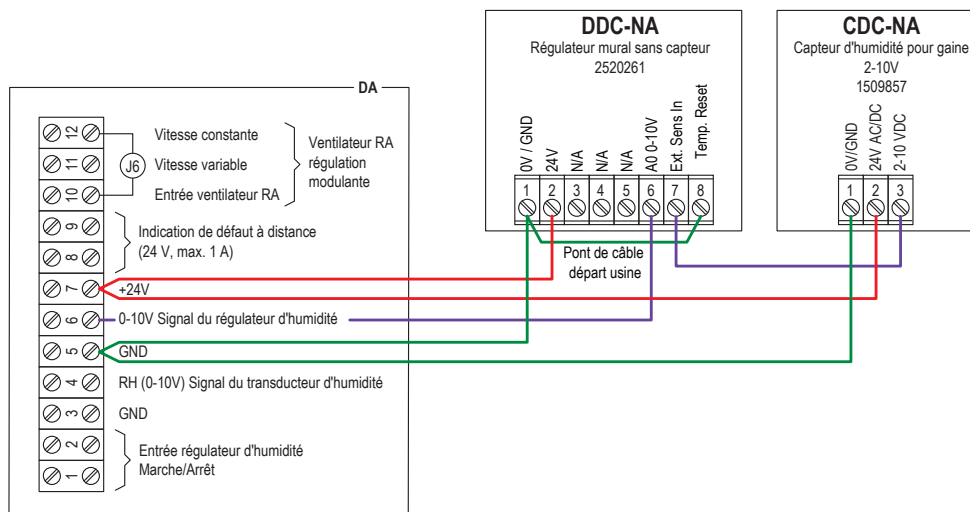 DDC-NA
Régulateur mural sans capteur
2520261
CDC-NA
Capteur d'humidité pour gaine
2-10V
1509857
DA
0V / GND
24V
N/A
N/A
N/A
A0 0-10V
Ext. Sens In
Temp. Reset
1 2 3 4 5 6 7 8
0V/GND
24V AC/DC
2-10 VDC
1 2 3
Pont de câble
départ usine
12 Vitesse constante
11 Vitesse variable
10 Entrée ventilateur RA
J6
Ventilateur RA
régulation
modulante
9
8
Indication de défaut à distance
(24 V, max. 1 A)
7 +24V
6 0-10V Signal du régulateur d'humidité
5 GND
4 RH (0-10V) Signal du transducteur d'humidité
3 GND
2
1
Entrée régulateur d'humidité
Marche/Arrêt